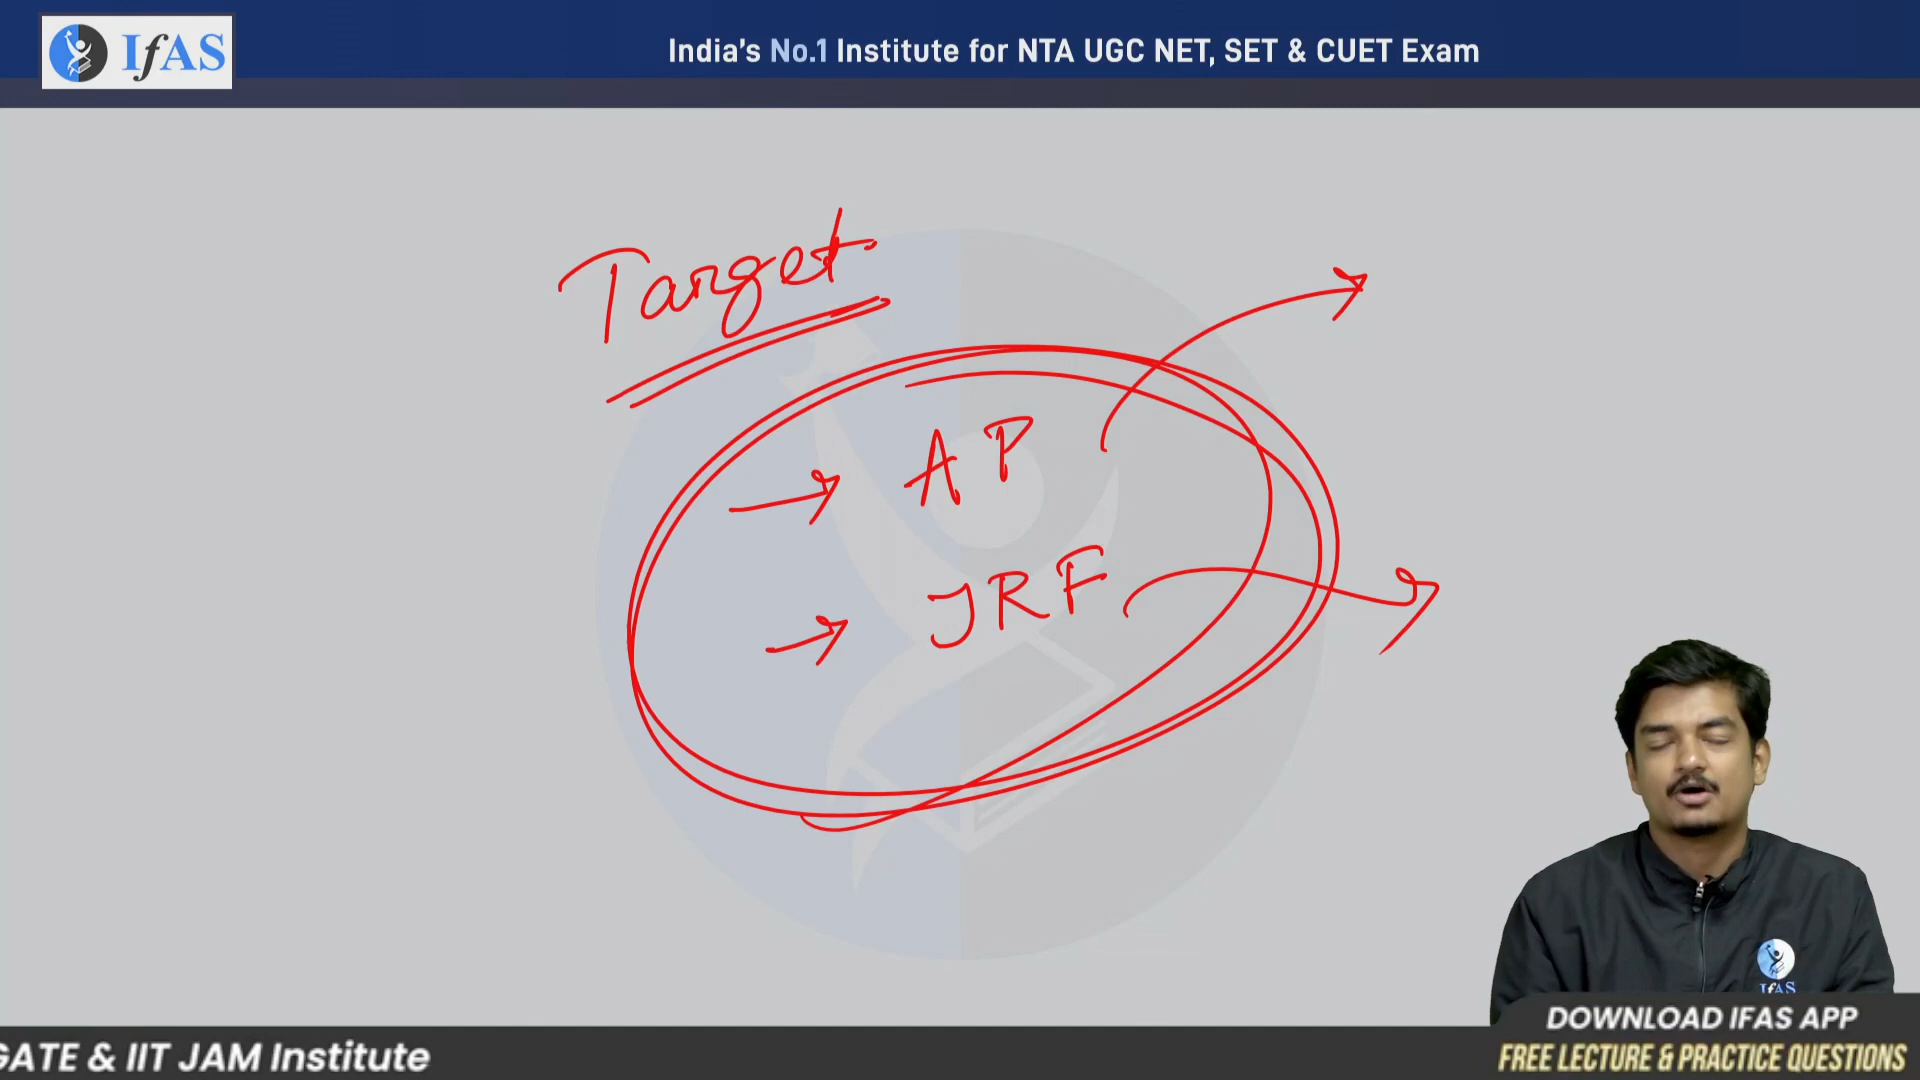 IfAS
India's No.1 Institute for NTA UGC NET, SET & CUET Exam
Target
→ AP
→ JRF
IfAS
DOWNLOAD IFAS APP
GATE & IIT JAM Institute
FREE LECTURE & PRACTICE QUESTIONS